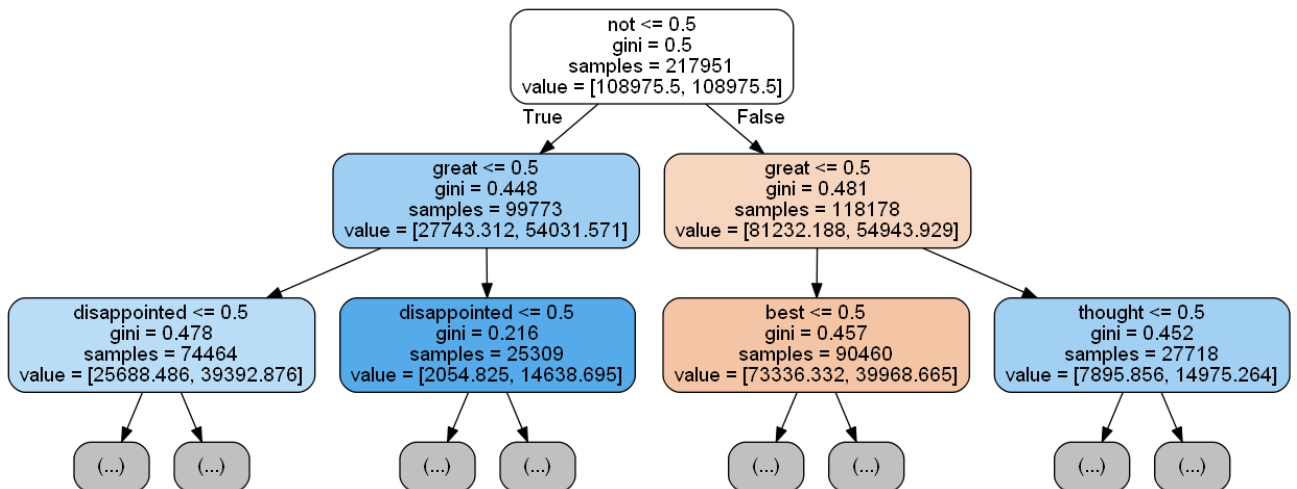 not <= 0.5
gini = 0.5
samples = 217951
value = [108975.5, 108975.5]
True
False
great <= 0.5
gini = 0.448
samples = 99773
value = [27743.312, 54031.571]
great <= 0.5
gini = 0.481
samples = 118178
value = [81232.188, 54943.929]
disappointed <= 0.5
gini = 0.478
samples = 74464
value = [25688.486, 39392.876]
disappointed <= 0.5
gini = 0.216
samples = 25309
value = [2054.825, 14638.695]
best <= 0.5
gini = 0.457
samples = 90460
value = [73336.332, 39968.665]
thought <= 0.5
gini = 0.452
samples = 27718
value = [7895.856, 14975.264]
(...)
(...)
(...)
(...)
(...)
(...)
(...)
(...)